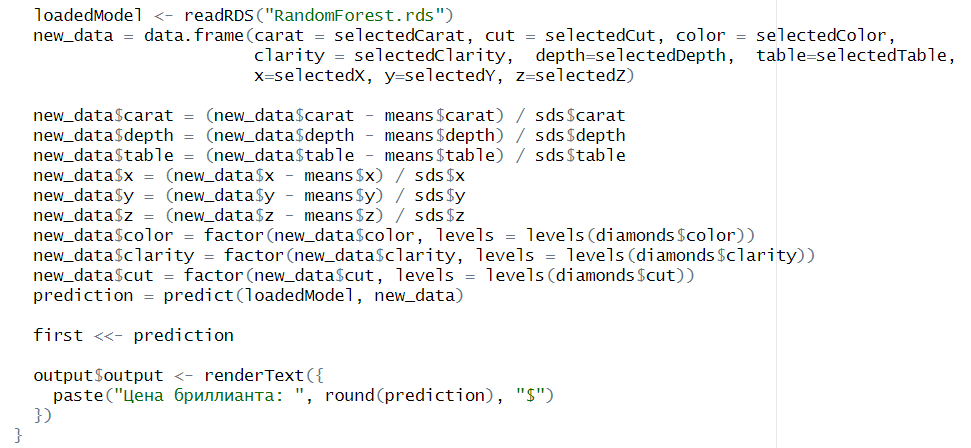 loadedModel <- readRDS("RandomForest.rds")
new_data = data.frame(carat = selectedCarat, cut = selectedCut, color = selectedColor,
clarity = selectedClarity,  depth=selectedDepth,  table=selectedTable,
x=selectedX, y=selectedY, z=selectedZ)
new_data$carat = (new_data$carat - means$carat) / sds$carat
new_data$depth = (new_data$depth - means$depth) / sds$depth
new_data$table = (new_data$table - means$table) / sds$table
new_data$x = (new_data$x - means$x) / sds$x
new_data$y = (new_data$y - means$y) / sds$y
new_data$z = (new_data$z - means$z) / sds$z
new_data$color = factor(new_data$color, levels = levels(diamonds$color))
new_data$clarity = factor(new_data$clarity, levels = levels(diamonds$clarity))
new_data$cut = factor(new_data$cut, levels = levels(diamonds$cut))
prediction = predict(loadedModel, new_data)
first <<- prediction
output$output <- renderText({
paste("Цена бриллианта: ", round(prediction), "$")
})
}